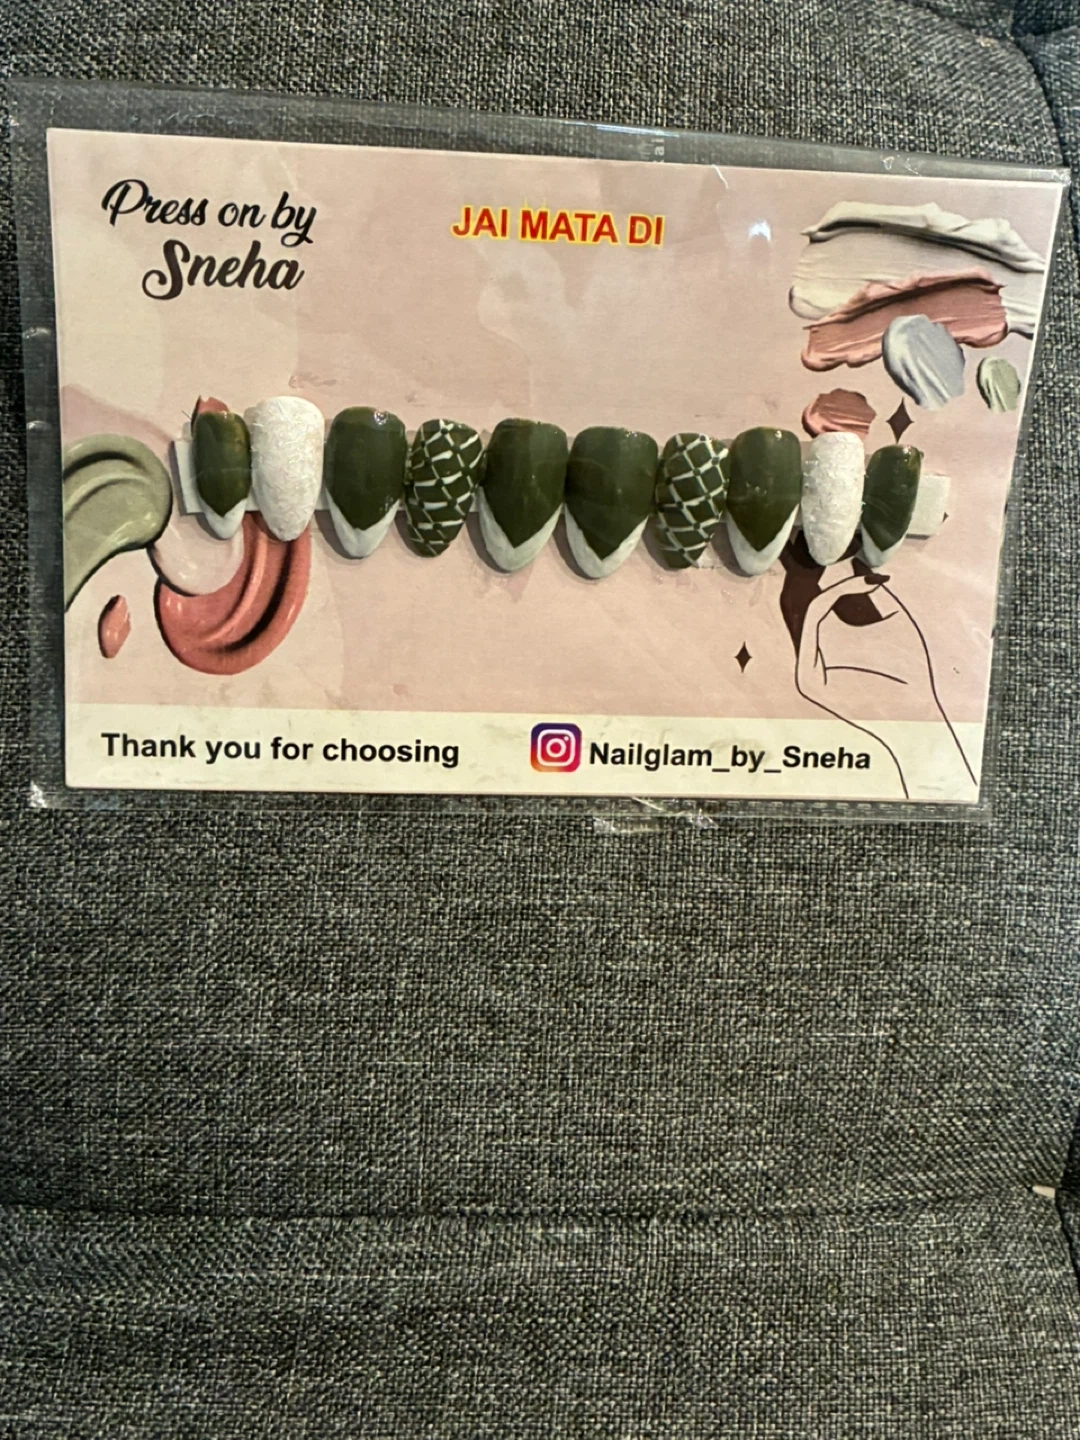 Press on by
Sneha
JAI MATA DI
Thank you for choosing
Nailglam_by_Sneha